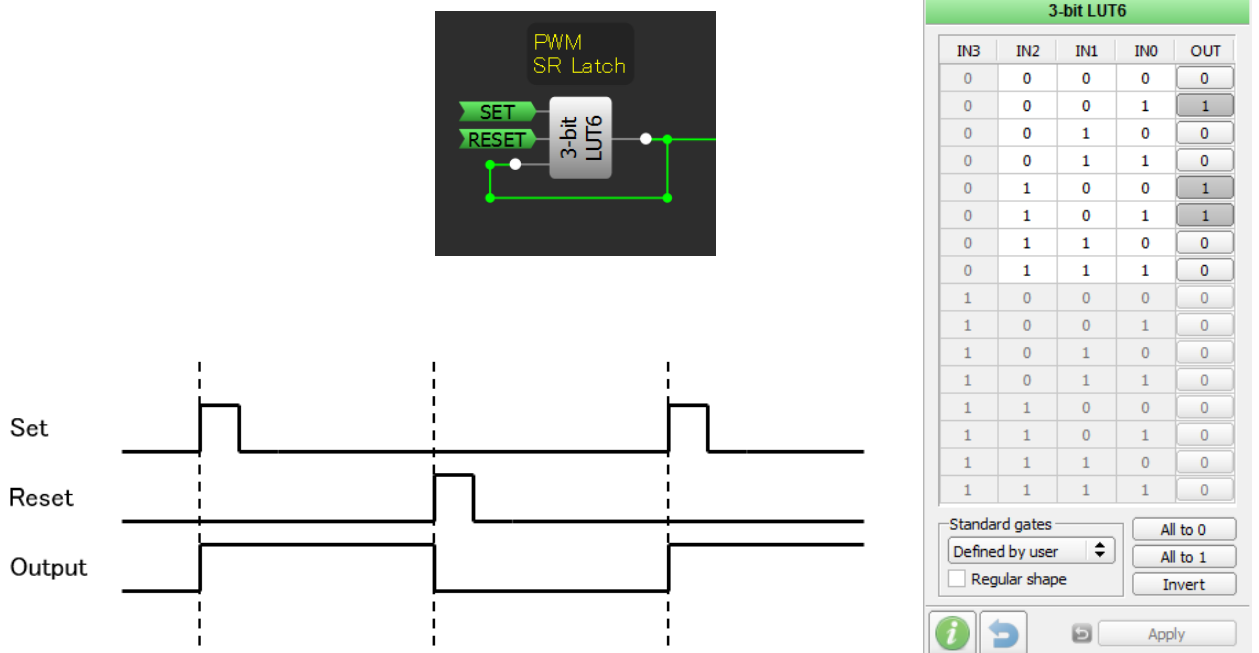 PWM
SR Latch
SET
RESET
3-bit
LUT6
Set
Reset
Output
3-bit LUT6
IN3 IN2 IN1 IN0 OUT
0 0 0 0 0
0 0 0 1 1
0 0 1 0 0
0 0 1 1 0
0 1 0 0 1
0 1 0 1 1
0 1 1 0 0
0 1 1 1 0
1 0 0 0 0
1 0 0 1 0
1 0 1 0 0
1 0 1 1 0
1 1 0 0 0
1 1 0 1 0
1 1 1 0 0
1 1 1 1 0
Standard gates
Defined by user
Regular shape
All to 0
All to 1
Invert
i
Apply